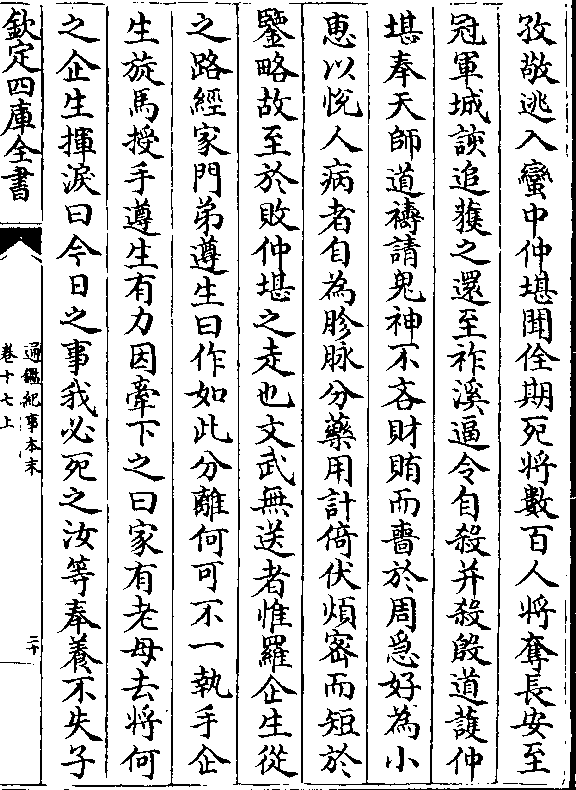 孜敬逃入蠻中仲堪聞佺期死將數百人將奪長安至
冠軍城該追獲之還至祚溪逼令自殺并殺殷道護仲
堪奉天師道禱請鬼神不吝財賄而嗇於周急好為小
惠以恱人病者自為胗脉分藥用計倚伏煩宻而短於
鑒略故至於敗仲堪之走也文武無送者惟羅企生從
之路經家門弟遵生曰作如此分離何可不一執手企
生旋馬授手遵生有力因牽下之曰家有老母去將何
之企生揮淚曰今日之事我必死之汝等奉養不失子
欽定四庫全書
通鑑紀事本末
卷十七上
二十